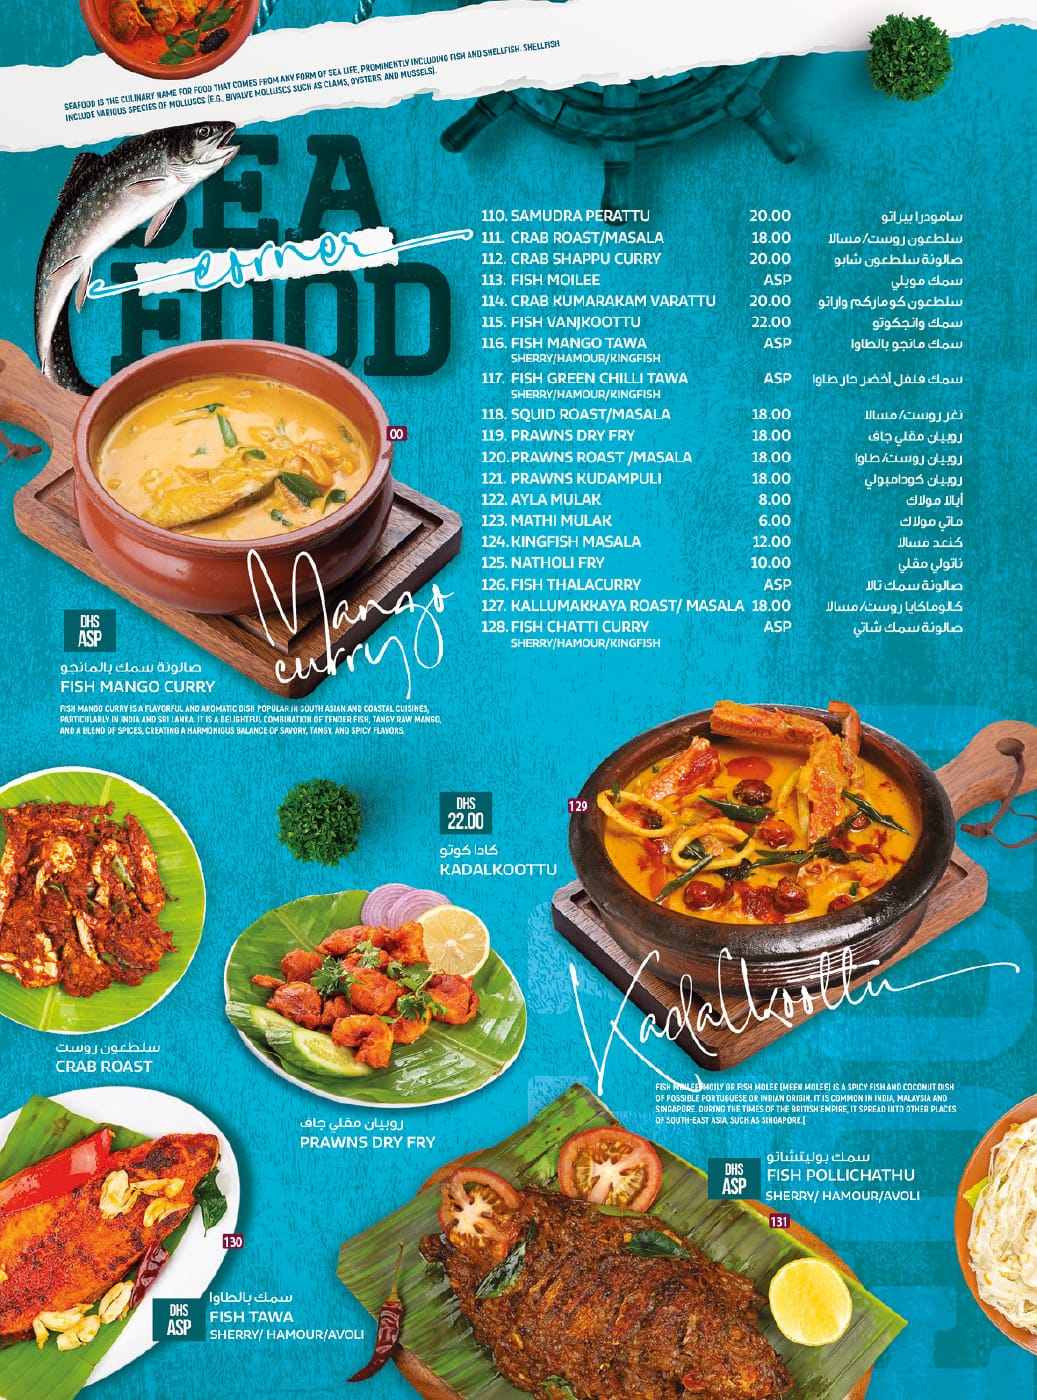 SEAFOOD IS THE CULINARY NAME FOR FOOD THAT COMES FROM ANY FORM OF SEA LIFE, PROMINENTLY INCLUDING FISH AND SHELLFISH. SHELLFISH
INCLUDE VARIOUS SPECIES OF MOLLUSCS (E.G., BIVALVE MOLLUSCS SUCH AS CLAMS, OYSTERS, AND MUSSELS).
SEA
corner
FOOD
110. SAMUDRA PERATTU 20.00 سامودرا بيراتو
111. CRAB ROAST/MASALA 18.00 سلطعون روست/ مسالا
112. CRAB SHAPPU CURRY 20.00 صالونة سلطعون شابو
113. FISH MOILEE ASP سمك مويلي
114. CRAB KUMARAKAM VARATTU 20.00 سلطعون كوماركم واراتو
115. FISH VANJKOOTTU 22.00 سمك وانجكوتو
116. FISH MANGO TAWA ASP سمك مانجو بالطاوا
SHERRY/HAMOUR/KINGFISH
117. FISH GREEN CHILLI TAWA ASP سمك فلفل أخضر حار طاوا
SHERRY/HAMOUR/KINGFISH
118. SQUID ROAST/MASALA 18.00 نغر روست/ مسالا
119. PRAWNS DRY FRY 18.00 روبيان مقلي جاف
120. PRAWNS ROAST /MASALA 18.00 روبيان روست/ طاوا
121. PRAWNS KUDAMPULI 18.00 روبيان كودامبولي
122. AYLA MULAK 8.00 أيالا مولاك
123. MATHI MULAK 6.00 ماتي مولاك
124. KINGFISH MASALA 12.00 كنعد مسالا
125. NATHOLI FRY 10.00 ناتولي مقلي
126. FISH THALACURRY ASP صالونة سمك تالا
127. KALLUMAKKAYA ROAST/ MASALA 18.00 كالوماكايا روست/ مسالا
128. FISH CHATTI CURRY ASP صالونة سمك شاتي
SHERRY/HAMOUR/KINGFISH
00
Mango
curry
DHS
ASP
صالونة سمك بالمانجو
FISH MANGO CURRY
FISH MANGO CURRY IS A FLAVORFUL AND AROMATIC DISH POPULAR IN SOUTH ASIAN AND COASTAL CUISINES,
PARTICULARLY IN INDIA AND SRI LANKA. IT IS A DELIGHTFUL COMBINATION OF TENDER FISH, TANGY RAW MANGO,
AND A BLEND OF SPICES, CREATING A HARMONIOUS BALANCE OF SAVORY, TANGY, AND SPICY FLAVORS.
DHS
22.00
129
كادا كوتو
KADALKOOTTU
Kadalkoottu
سلطعون روست
CRAB ROAST
روبيان مقلي جاف
PRAWNS DRY FRY
FISH MOILEE/MOILY OR FISH MOLEE (MEEN MOLEE) IS A SPICY FISH AND COCONUT DISH
OF POSSIBLE PORTUGUESE OR INDIAN ORIGIN. IT IS COMMON IN INDIA, MALAYSIA AND
SINGAPORE. DURING THE TIMES OF THE BRITISH EMPIRE, IT SPREAD INTO OTHER PLACES
OF SOUTH-EAST ASIA, SUCH AS SINGAPORE.[
DHS
ASP
سمك بوليتشاتو
FISH POLLICHATHU
SHERRY/ HAMOUR/AVOLI
131
130
DHS
ASP
سمك بالطاوا
FISH TAWA
SHERRY/ HAMOUR/AVOLI